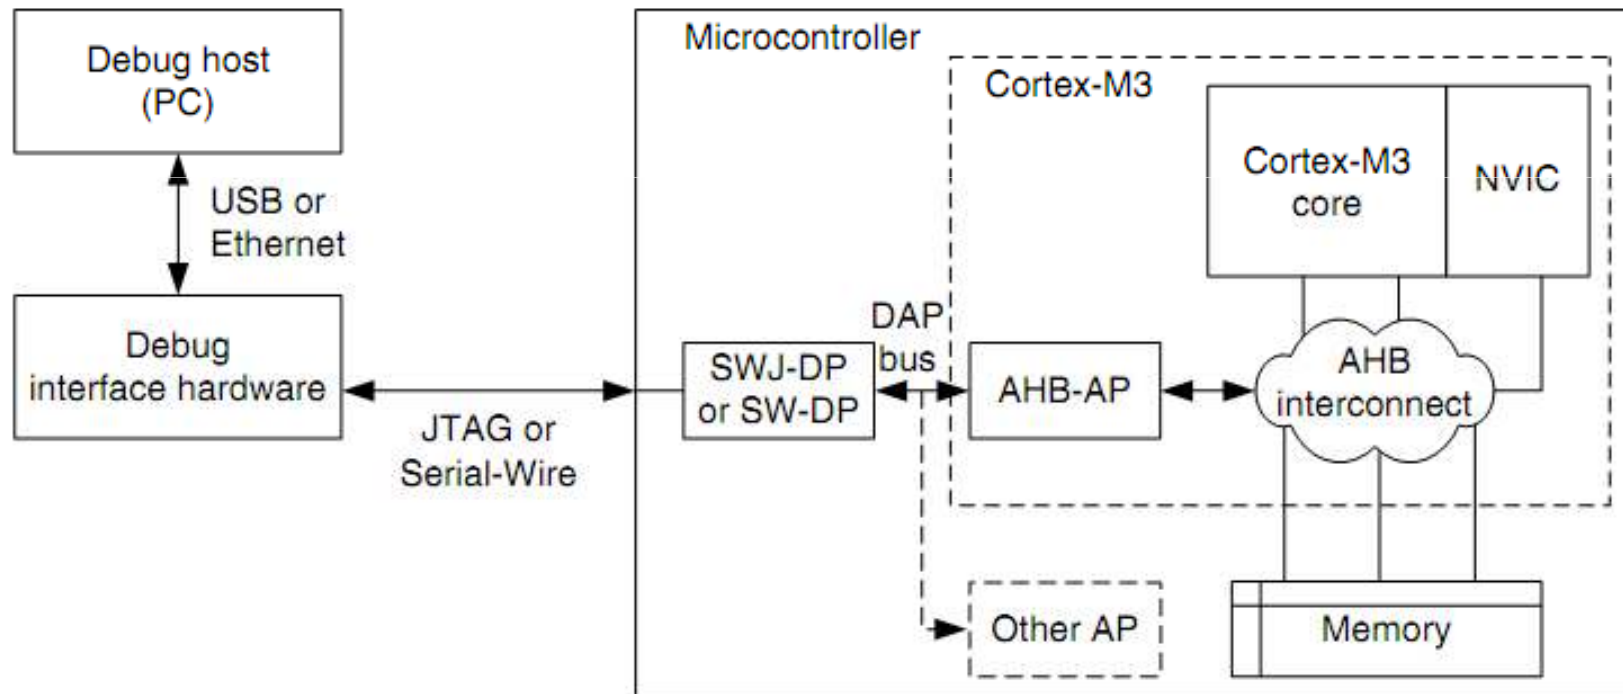 Debug host
(PC)
USB or
Ethernet
Debug
interface hardware
JTAG or
Serial-Wire
Microcontroller
SWJ-DP
or SW-DP
DAP
bus
Cortex-M3
AHB-AP
Cortex-M3
core
NVIC
AHB
interconnect
Other AP
Memory